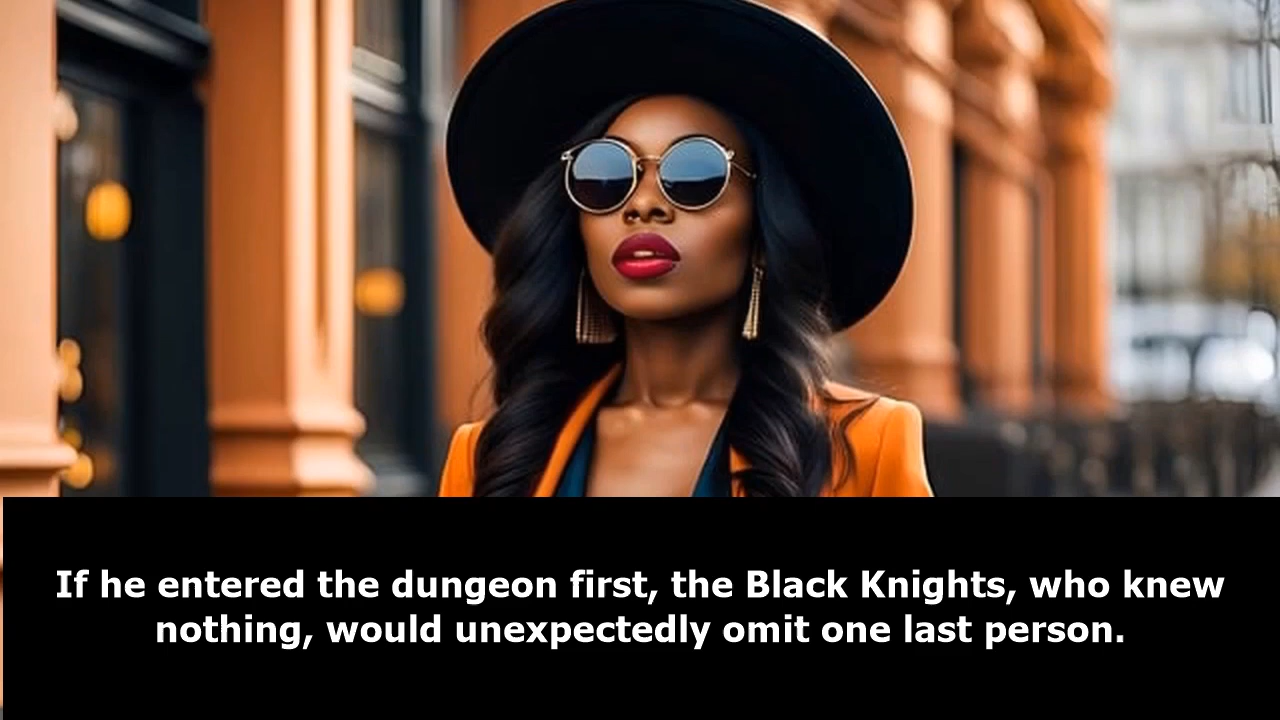 If he entered the dungeon first, the Black Knights, who knew
nothing, would unexpectedly omit one last person.